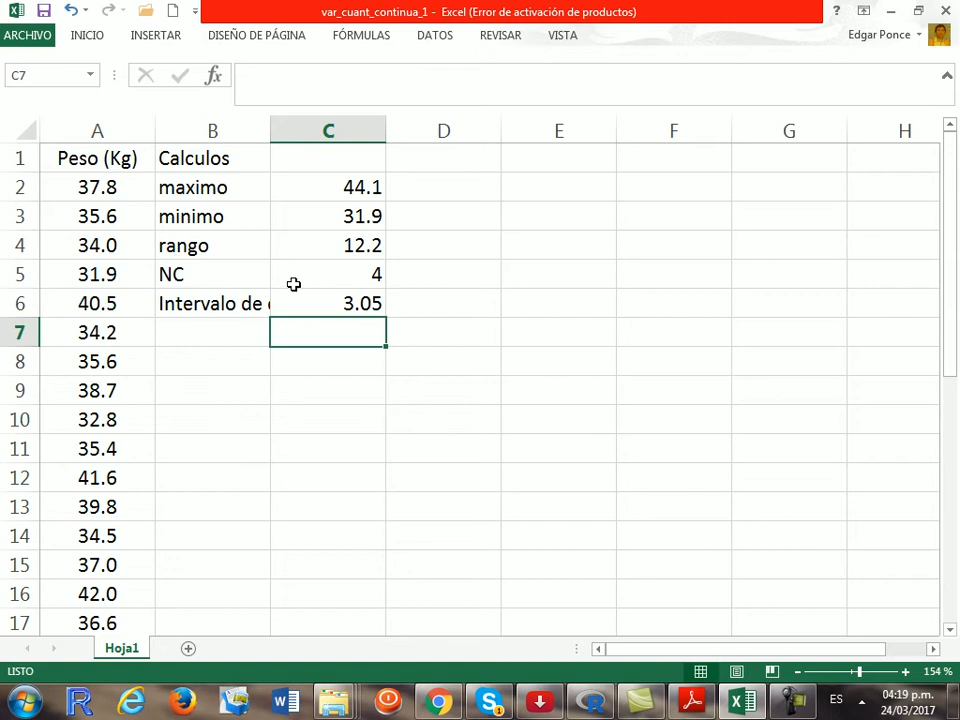 var_cuant_continua_1 - Excel (Error de activación de productos)
ARCHIVO INICIO INSERTAR DISEÑO DE PÁGINA FÓRMULAS DATOS REVISAR VISTA Edgar Ponce
C7 fx
A B C D E F G H
1 Peso (Kg) Calculos
2 37.8 maximo 44.1
3 35.6 minimo 31.9
4 34.0 rango 12.2
5 31.9 NC 4
6 40.5 Intervalo de 3.05
7 34.2
8 35.6
9 38.7
10 32.8
11 35.4
12 41.6
13 39.8
14 34.5
15 37.0
16 42.0
17 36.6
Hoja1
LISTO 154 %
ES 04:19 p.m.
24/03/2017